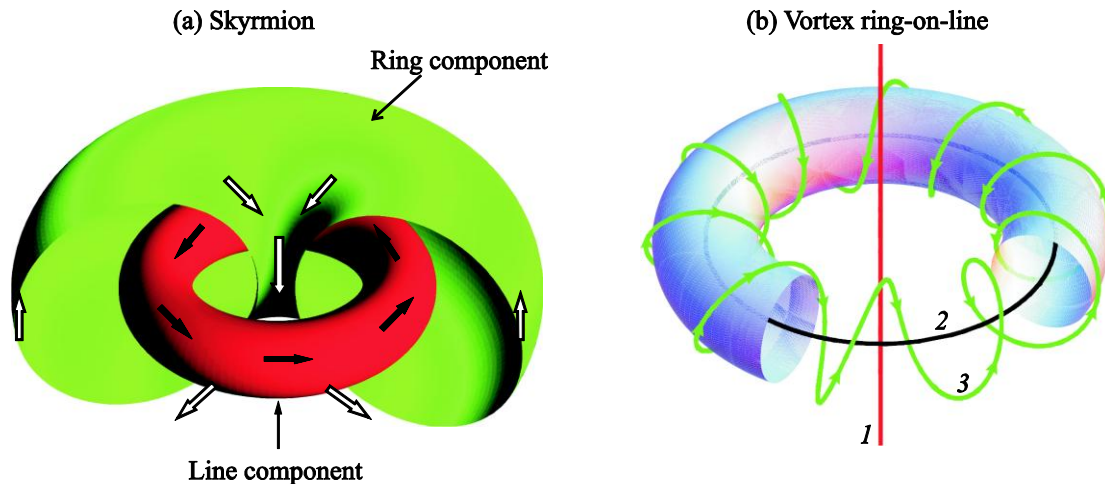 (a) Skyrmion
Ring component
Line component
(b) Vortex ring-on-line
2
3
1